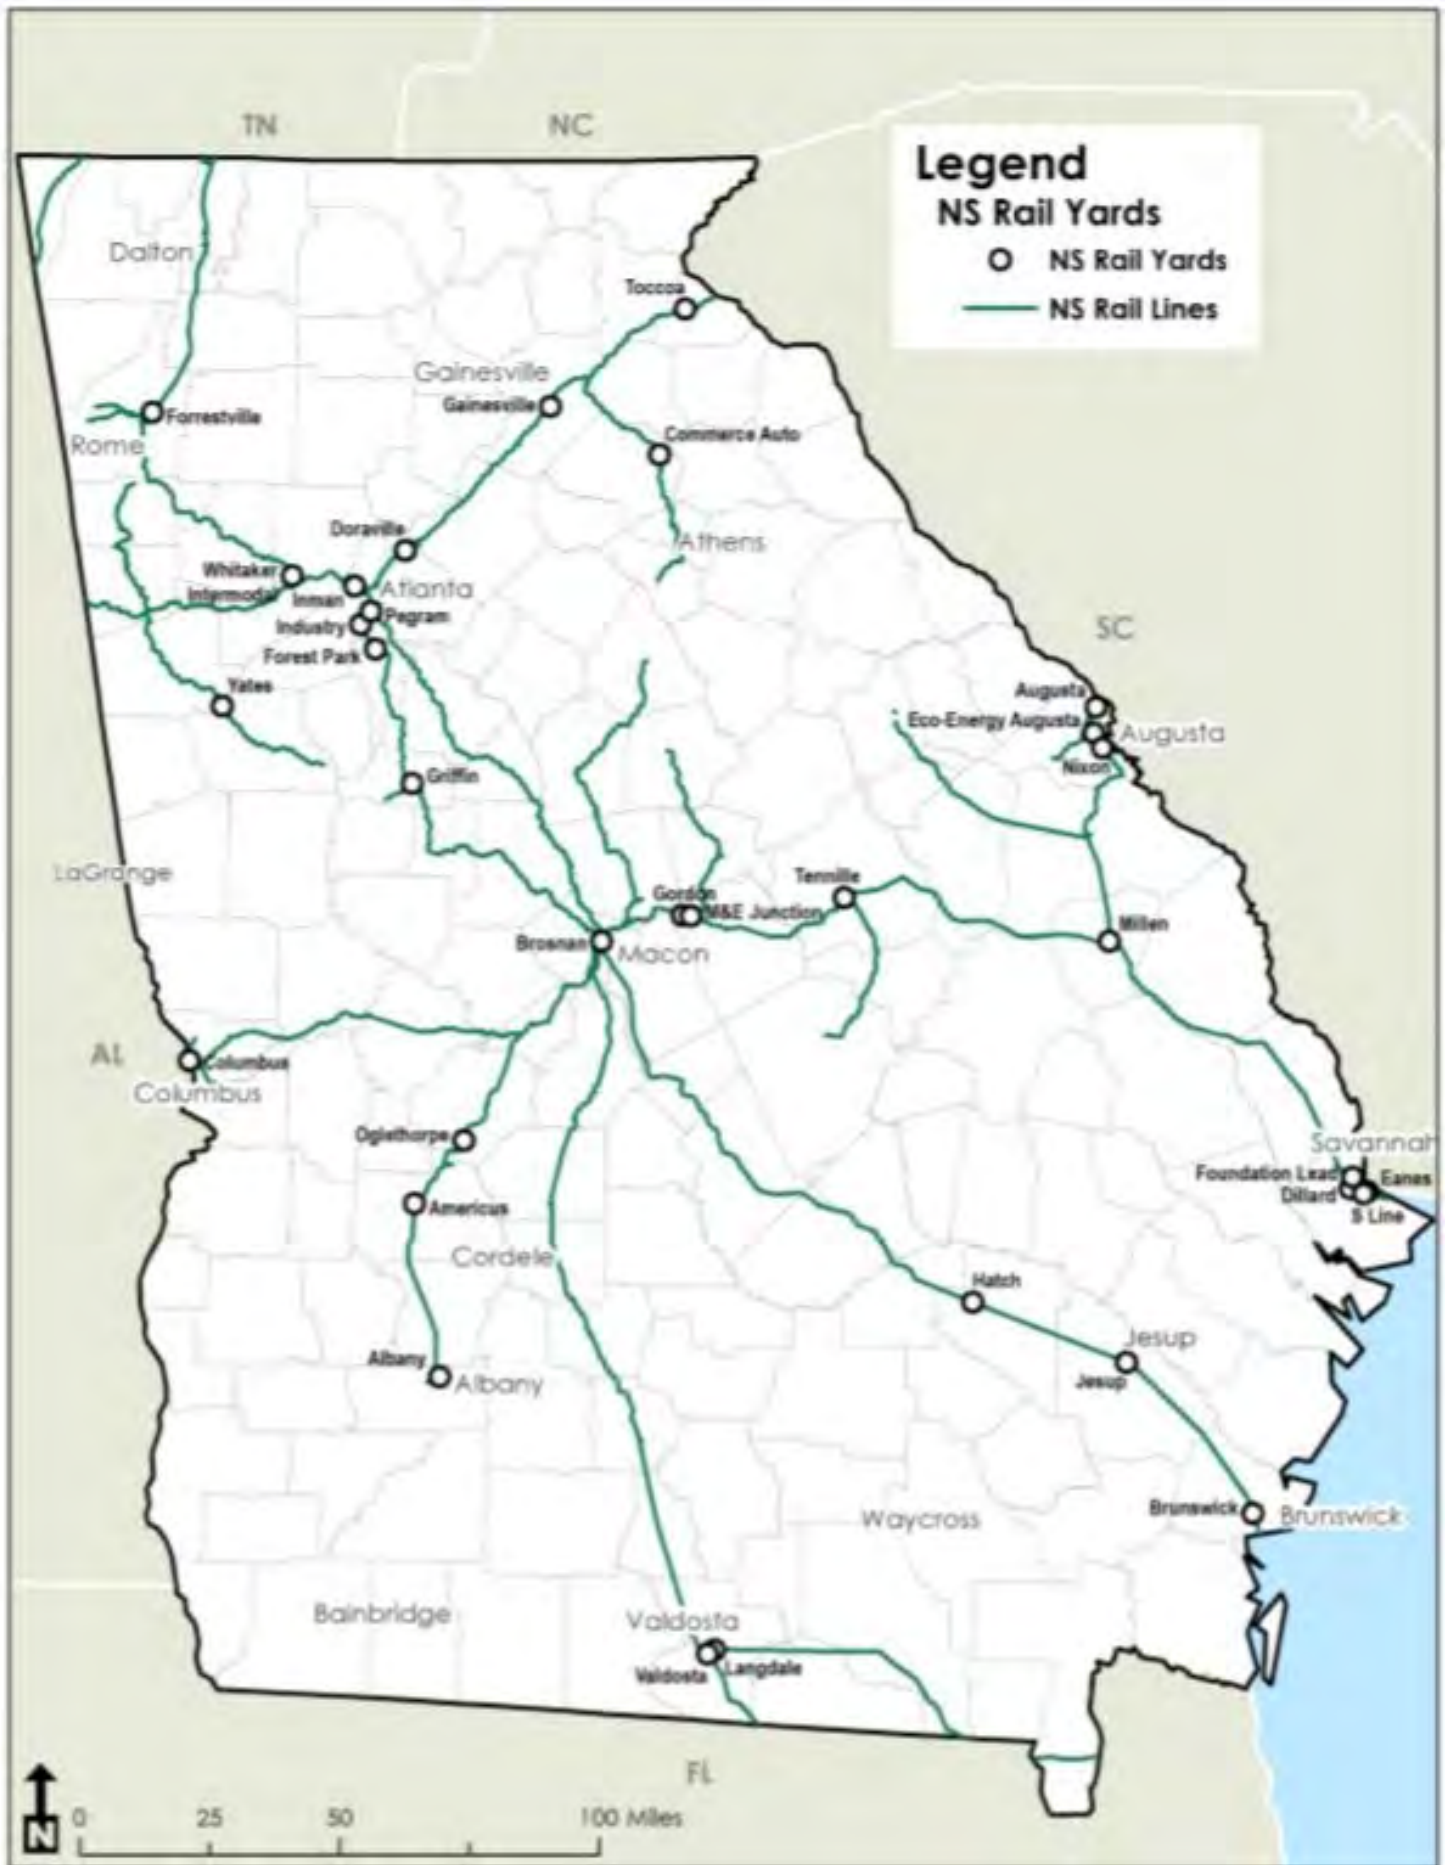 TN
NC
Legend
NS Rail Yards
NS Rail Yards
NS Rail Lines
Dalton
Toccoa
Gainesville
Gainesville
Forrestville
Rome
Commerce Auto
Doraville
Athens
Whitaker
Intermodal
Inman
Atlanta
Pegram
Industry
Forest Park
SC
Yates
Augusta
Eco-Energy Augusta
Augusta
Nixon
Griffin
LaGrange
Tennille
Gordon
M&E Junction
Millen
Brosnan
Macon
AL
Columbus
Columbus
Oglethorpe
Savannah
Foundation Lead
Eanes
Dillard
S Line
Americus
Cordele
Hatch
Jesup
Jesup
Albany
Albany
Brunswick
Brunswick
Waycross
Bainbridge
Valdosta
Valdosta
Langdale
FL
N
0 25 50 100 Miles